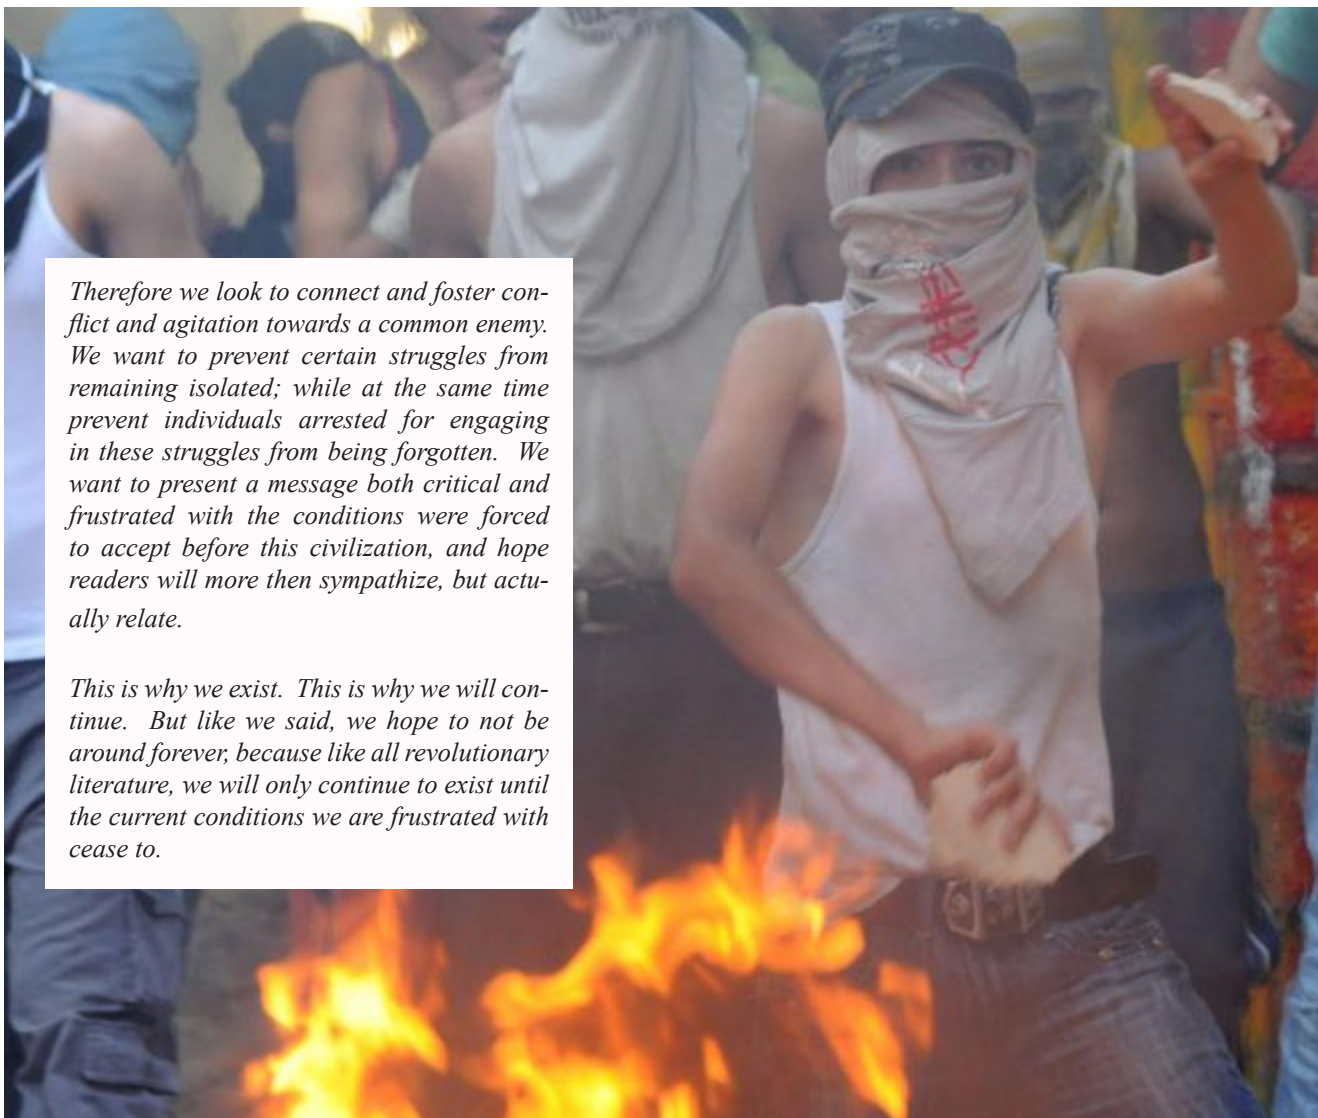 Therefore we look to connect and foster con-
flict and agitation towards a common enemy.
We want to prevent certain struggles from
remaining isolated; while at the same time
prevent individuals arrested for engaging
in these struggles from being forgotten. We
want to present a message both critical and
frustrated with the conditions were forced
to accept before this civilization, and hope
readers will more then sympathize, but actu-
ally relate.
This is why we exist. This is why we will con-
tinue. But like we said, we hope to not be
around forever, because like all revolutionary
literature, we will only continue to exist until
the current conditions we are frustrated with
cease to.